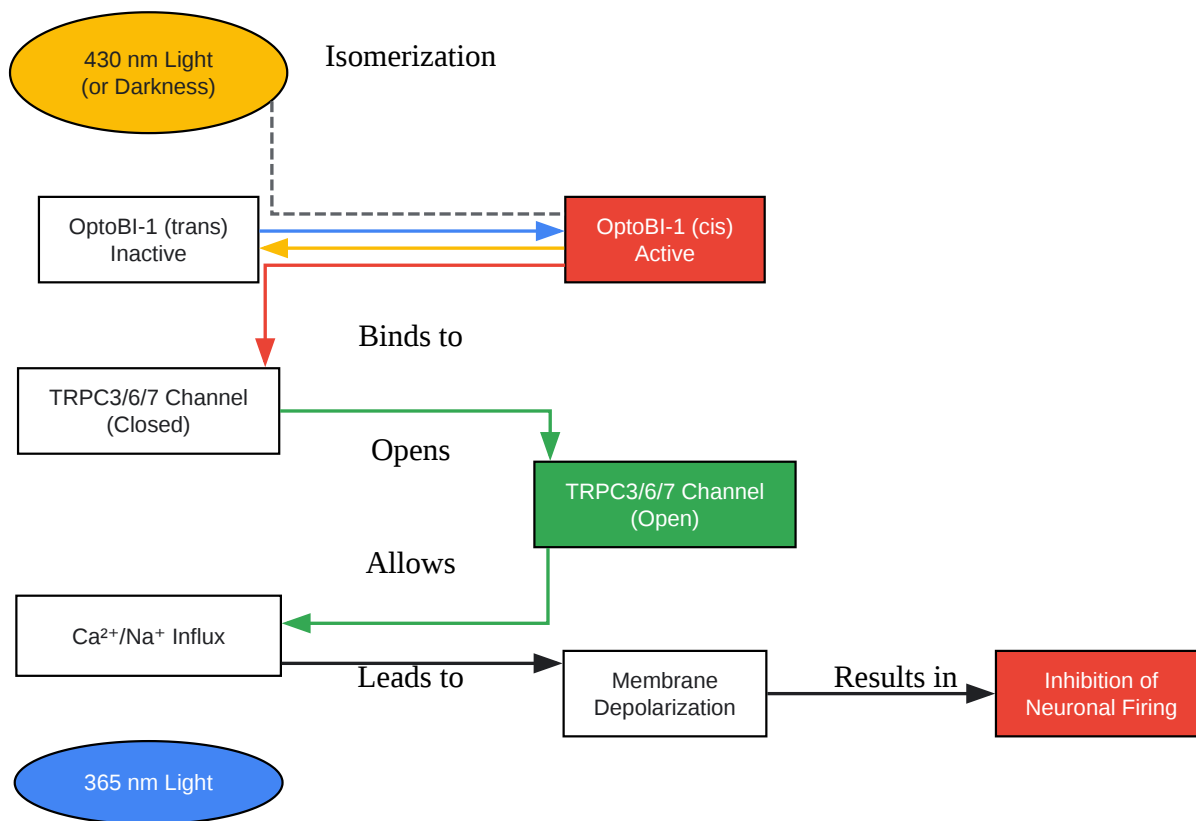 430 nm Light
(or Darkness)
Isomerization
OptoBI-1 (trans)
Inactive
OptoBI-1 (cis)
Active
Binds to
TRPC3/6/7 Channel
(Closed)
Opens
TRPC3/6/7 Channel
(Open)
Allows
Ca²⁺/Na⁺ Influx
Leads to
Membrane
Depolarization
Results in
Inhibition of
Neuronal Firing
365 nm Light